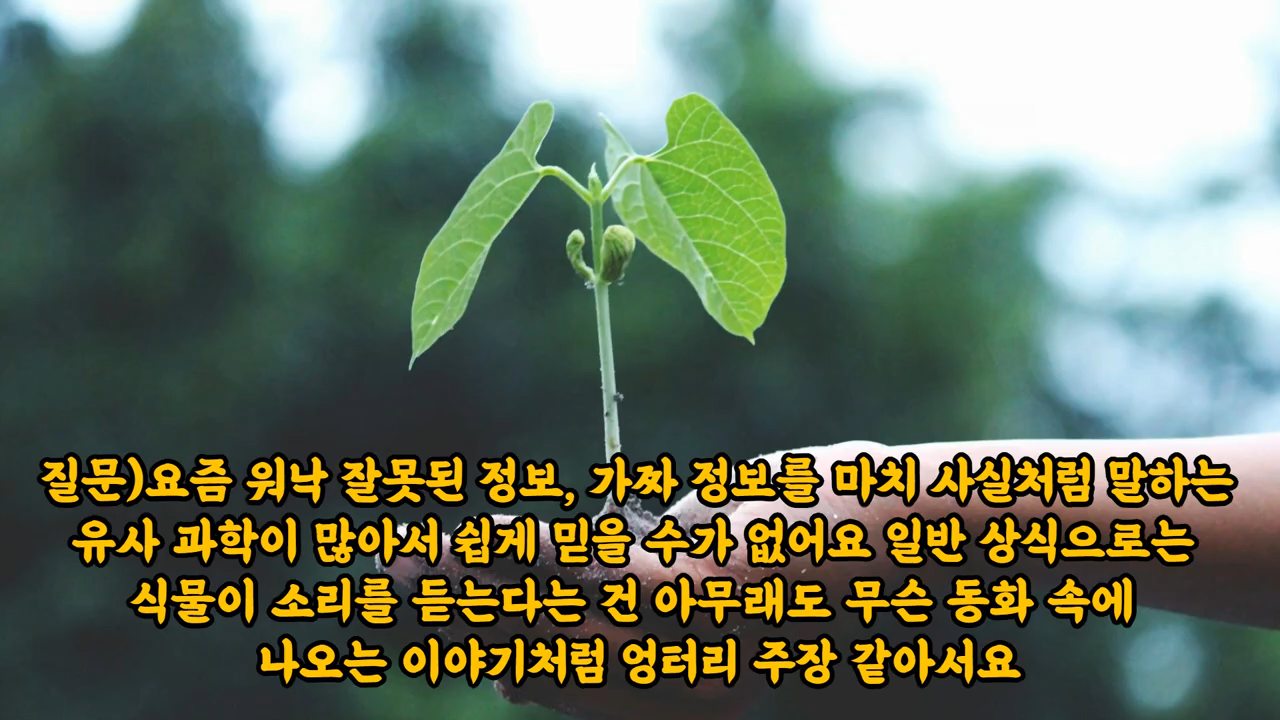 질문)요즘 워낙 잘못된 정보, 가짜 정보를 마치 사실처럼 말하는
유사 과학이 많아서 쉽게 믿을 수가 없어요 일반 상식으로는
식물이 소리를 듣는다는 건 아무래도 무슨 동화 속에
나오는 이야기처럼 엉터리 주장 같아서요